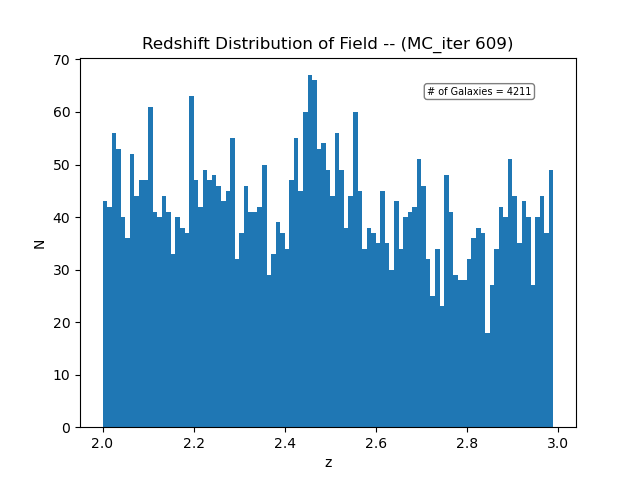 Redshift Distribution of Field -- (MC_iter 609)
# of Galaxies = 4211
70
60
50
40
30
20
10
0
N
2.0 2.2 2.4 2.6 2.8 3.0
z